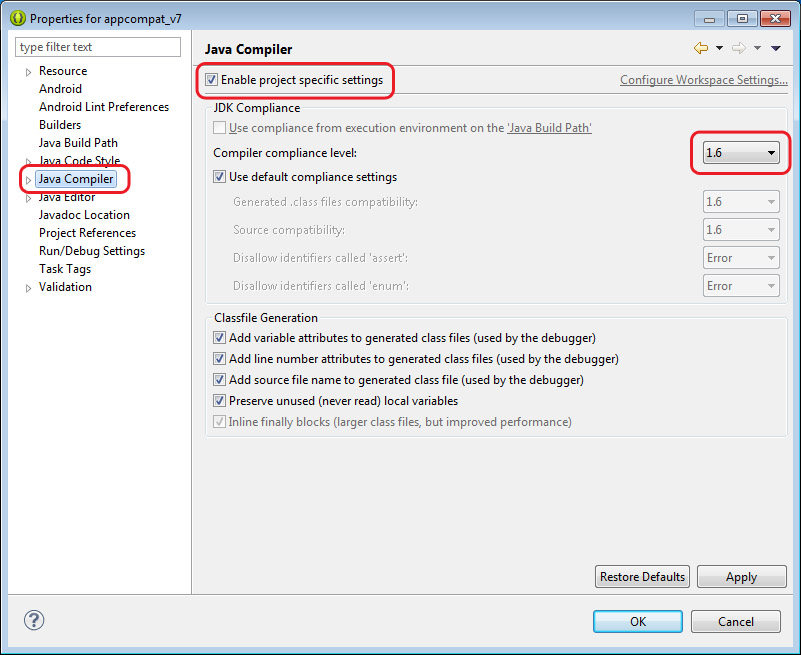 Properties for appcompat_v7
type filter text
Resource
Android
Android Lint Preferences
Builders
Java Build Path
Java Code Style
Java Compiler
Java Editor
Javadoc Location
Project References
Run/Debug Settings
Task Tags
Validation
Java Compiler
Enable project specific settings
Configure Workspace Settings...
JDK Compliance
Use compliance from execution environment on the 'Java Build Path'
Compiler compliance level: 1.6
Use default compliance settings
Generated .class files compatibility: 1.6
Source compatibility: 1.6
Disallow identifiers called 'assert': Error
Disallow identifiers called 'enum': Error
Classfile Generation
Add variable attributes to generated class files (used by the debugger)
Add line number attributes to generated class files (used by the debugger)
Add source file name to generated class file (used by the debugger)
Preserve unused (never read) local variables
Inline finally blocks (larger class files, but improved performance)
Restore Defaults Apply
? OK Cancel